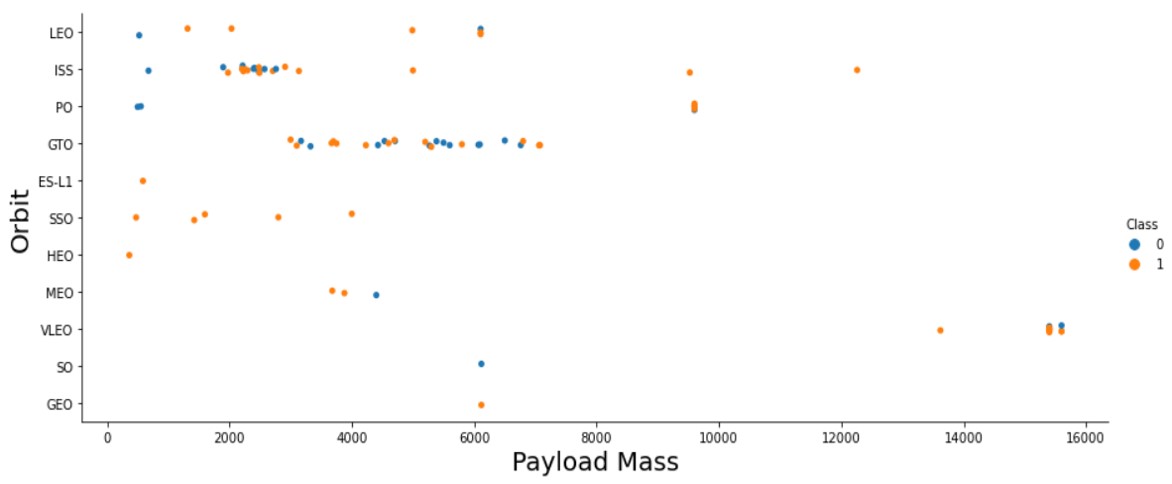 LEO
ISS
PO
GTO
ES-L1
SSO
HEO
MEO
VLEO
SO
GEO
Orbit
0 2000 4000 6000 8000 10000 12000 14000 16000
Payload Mass
Class
0
1